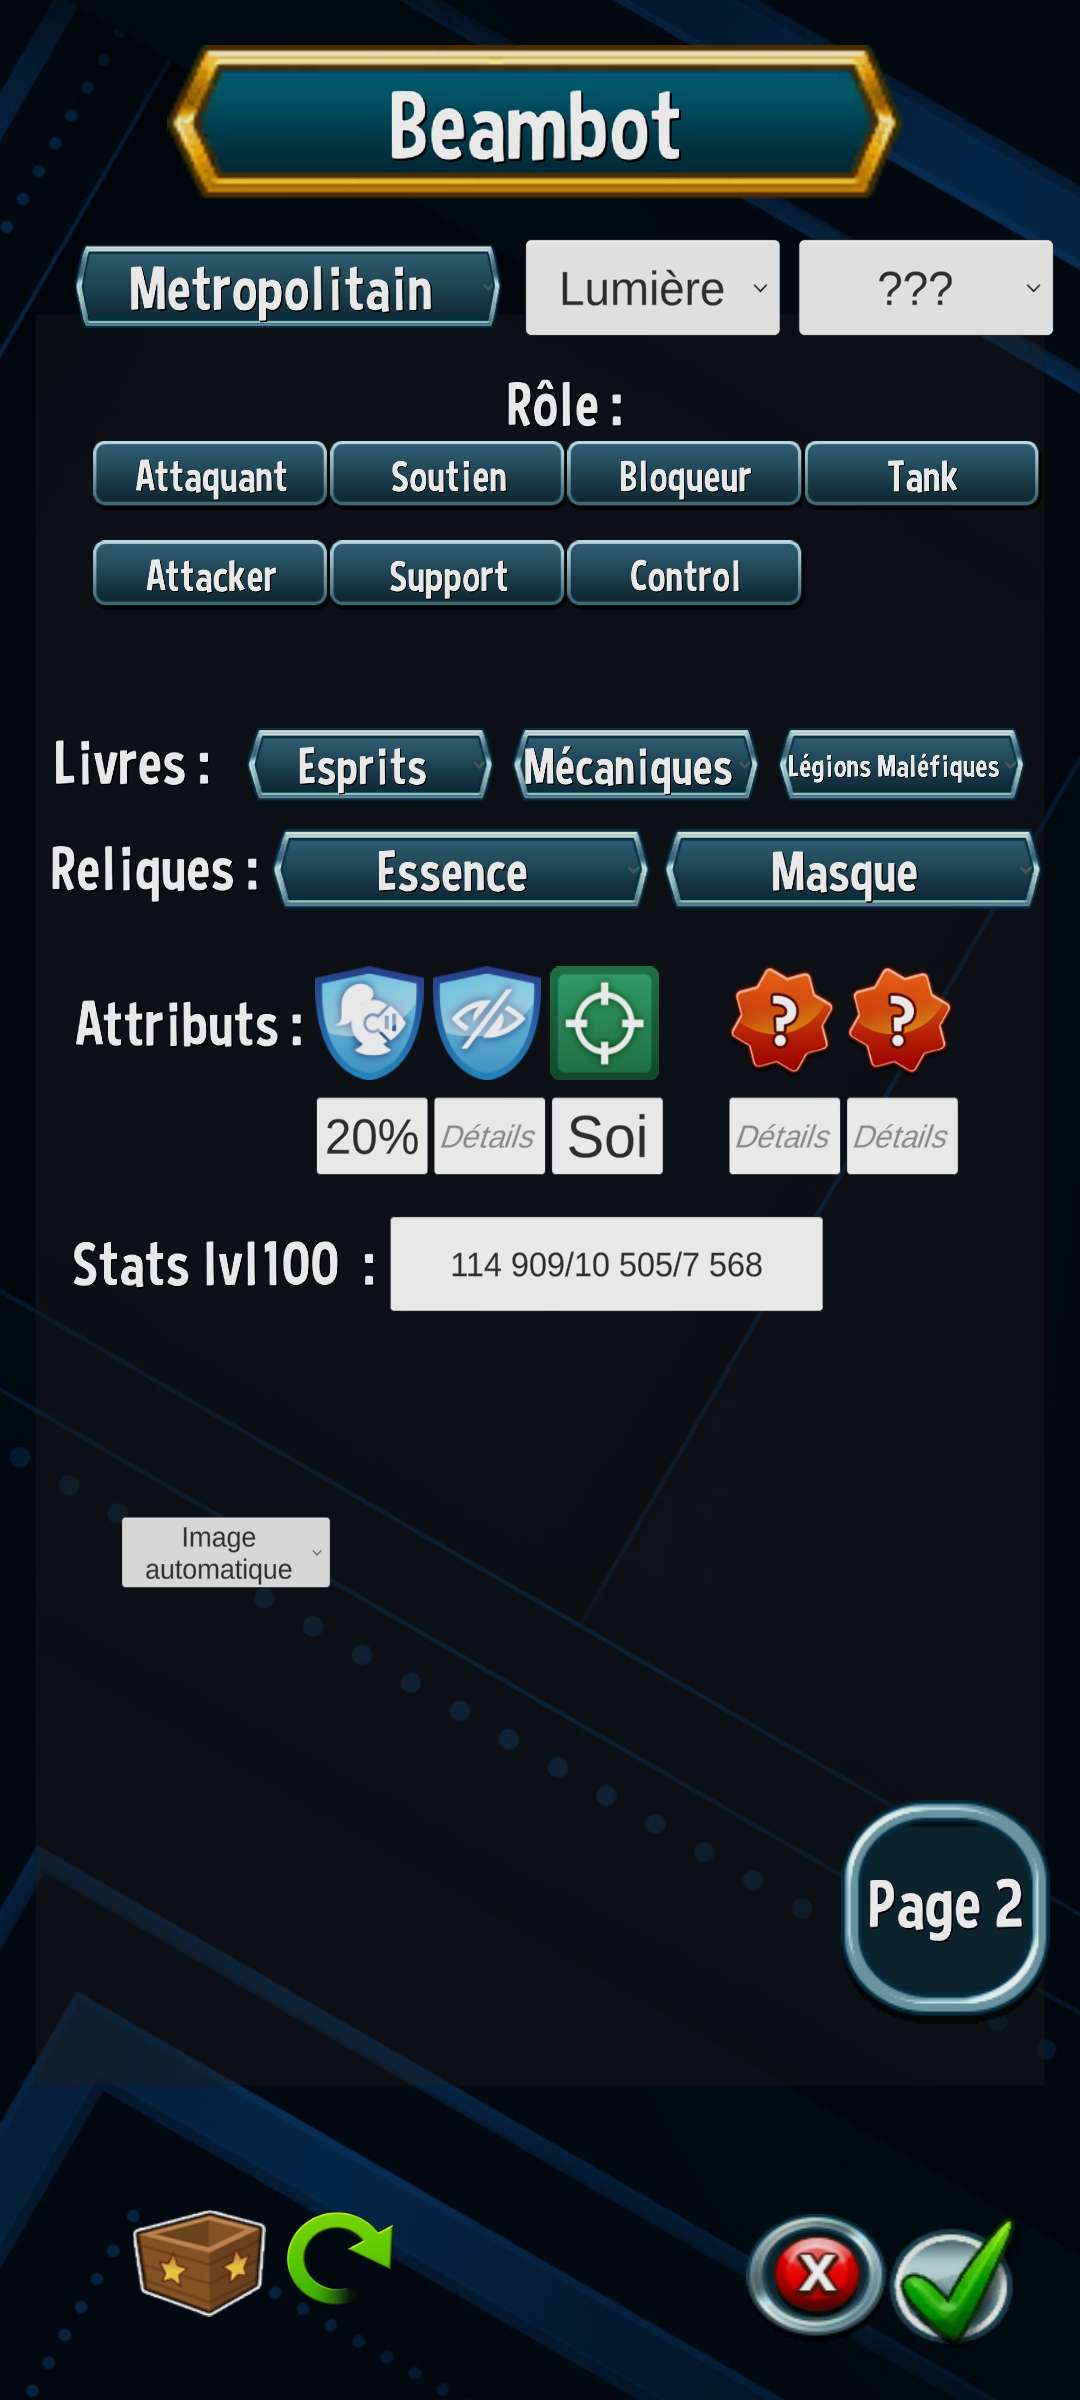 Beambot
Metropolitain Lumière ???
Rôle :
Attaquant Soutien Bloqueur Tank
Attacker Support Control
Livres : Esprits Mécaniques Légions Maléfiques
Reliques : Essence Masque
Attributs : ? ?
20% Détails Soi Détails Détails
Stats lvl100 : 114 909/10 505/7 568
Image
automatique
Page 2
X